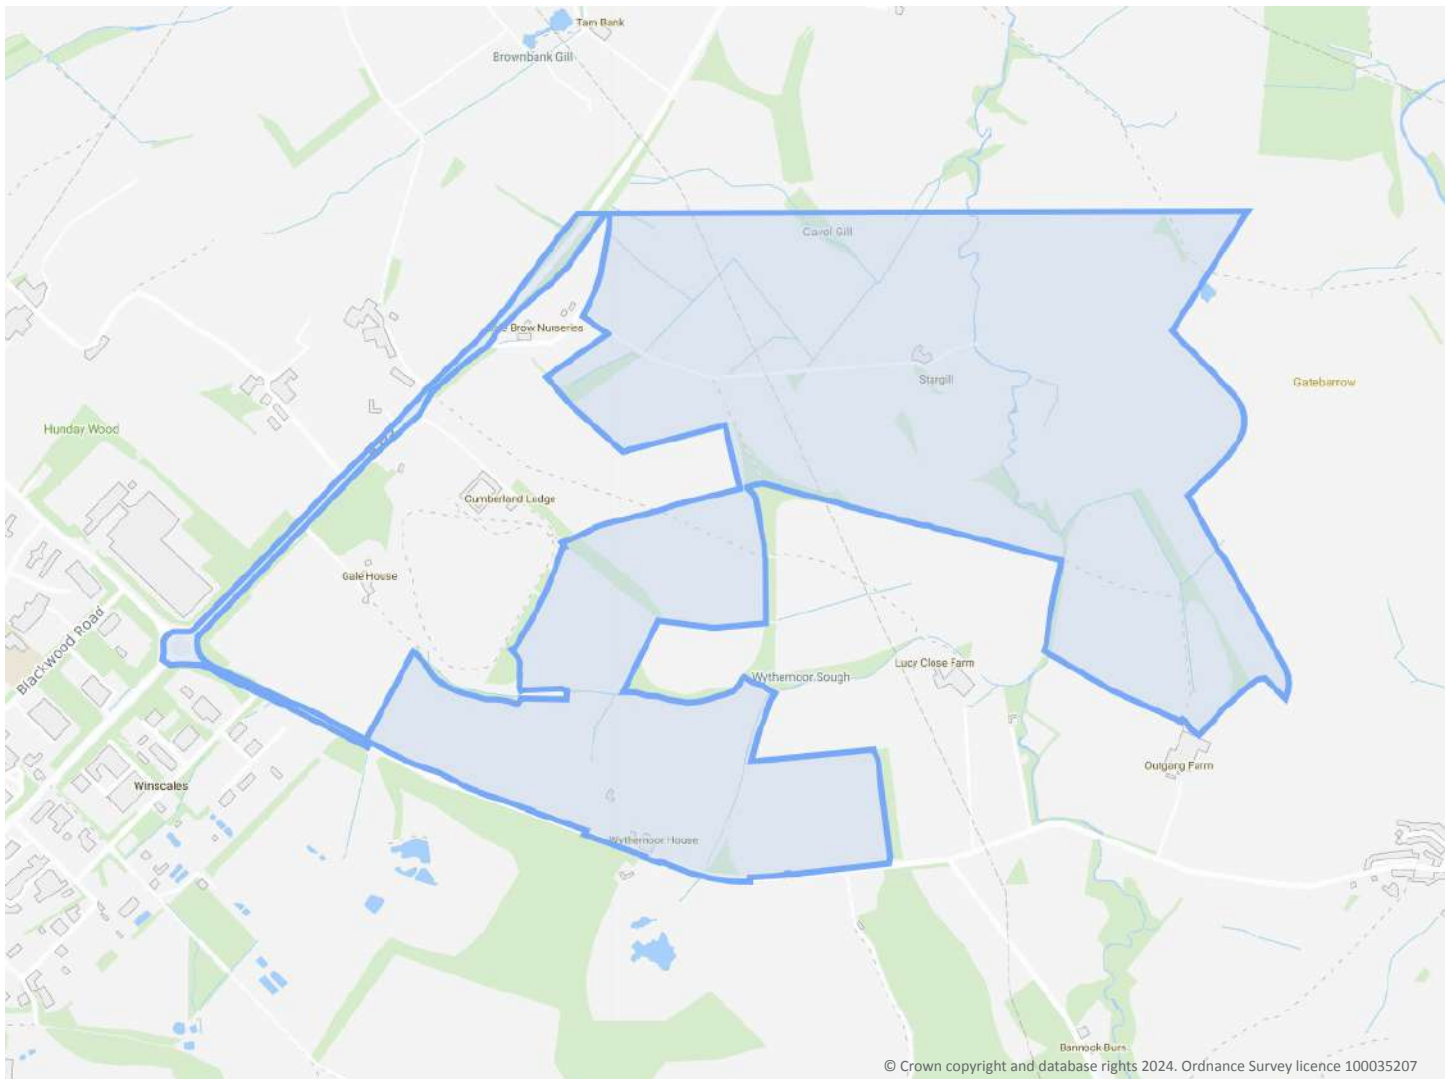 Tarn Bank
Brownbank Gill
Carol Gill
Brow Nurseries
Stargill
Gatebarrow
Hunday Wood
Cumberland Lodge
Gale House
Blackwood Road
Lucy Close Farm
Wythemoor Sough
Outgang Farm
Winscales
Wythemoor House
Bannock Burs
© Crown copyright and database rights 2024. Ordnance Survey licence 100035207